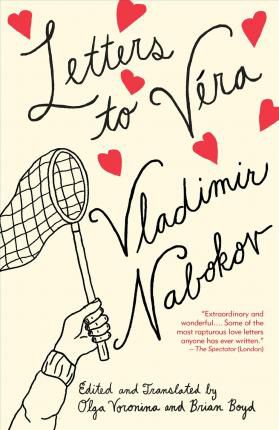 Letters
to Véra
Vladimir
Nabokov
"Extraordinary and
wonderful.... Some of
the most rapturous love letters
anyone has ever written."
— The Spectator (London)
Edited and Translated by
Olga Voronina and Brian Boyd